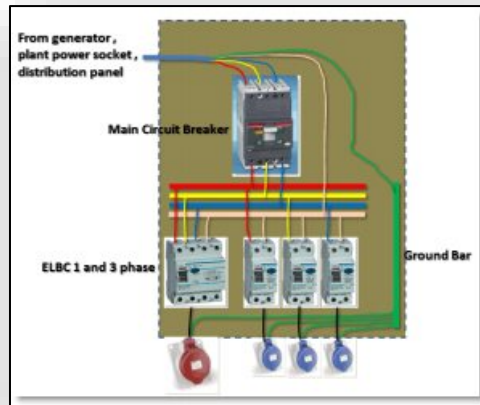 From generator ,
plant power socket ,
distribution panel
Main Circuit Breaker
ELBC 1 and 3 phase
Ground Bar